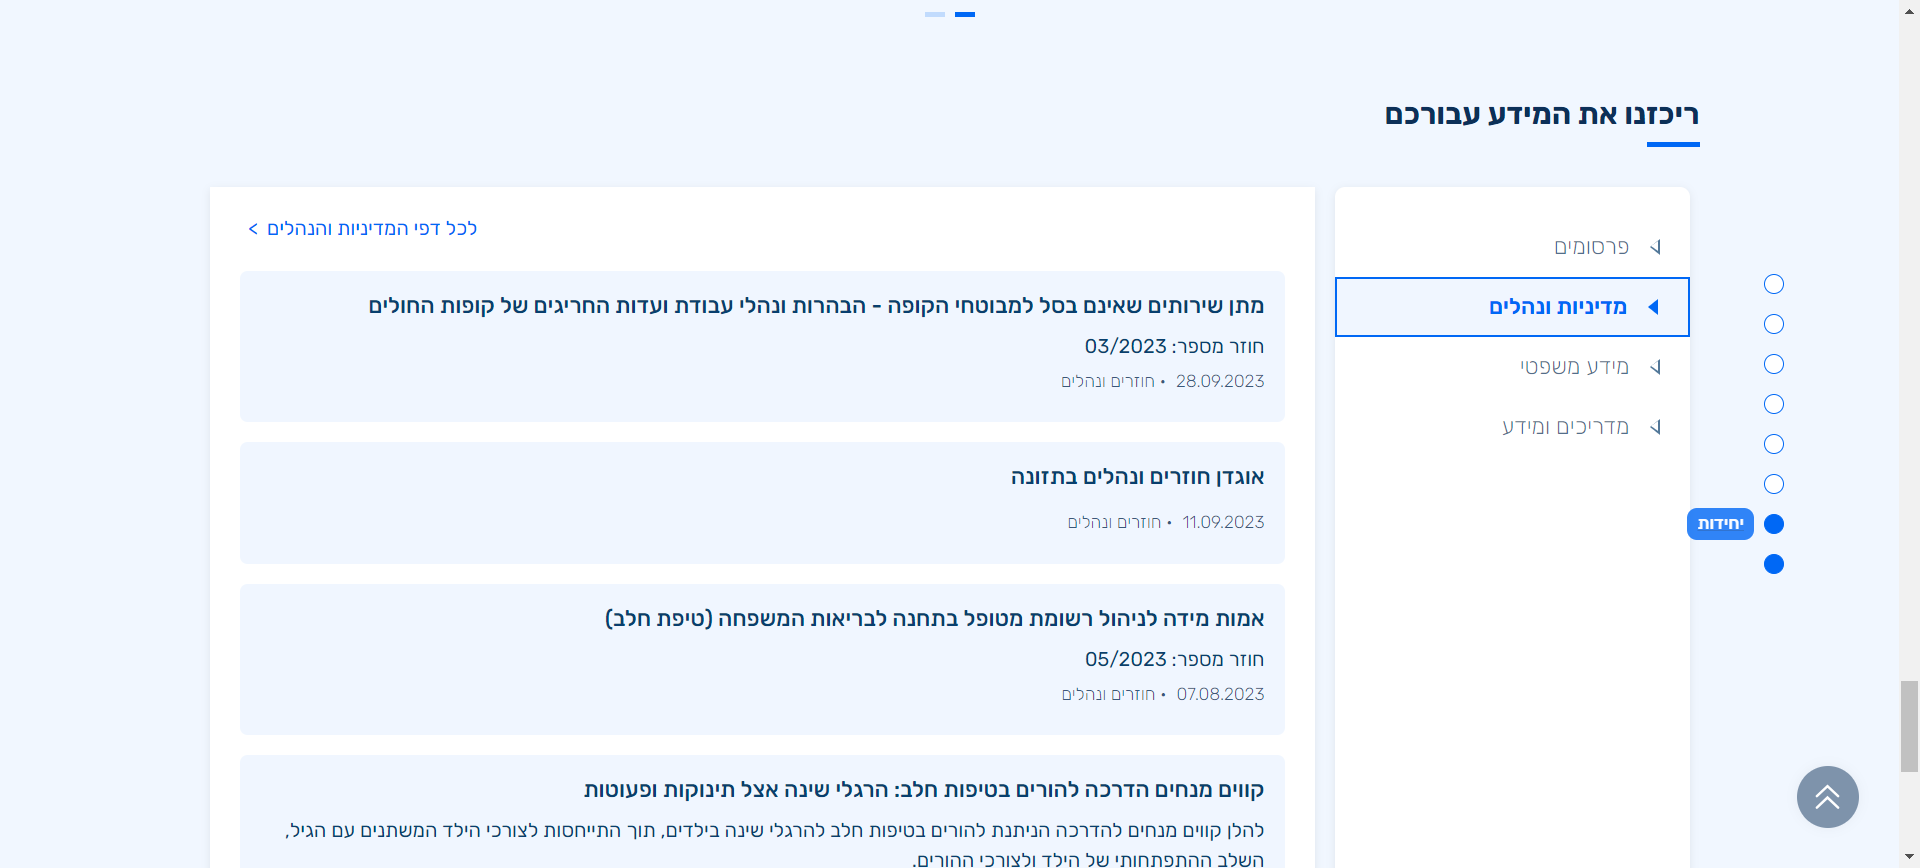 ריכזנו את המידע עבורכם
פרסומים
מדיניות ונהלים
מידע משפטי
מדריכים ומידע
יחידות
לכל דפי המדיניות והנהלים >
מתן שירותים שאינם בסל למבוטחי הקופה - הבהרות ונהלי עבודת ועדות החריגים של קופות החולים
חוזר מספר: 03/2023
28.09.2023 • חוזרים ונהלים
אוגדן חוזרים ונהלים בתזונה
11.09.2023 • חוזרים ונהלים
אמות מידה לניהול רשומת מטופל בתחנה לבריאות המשפחה (טיפת חלב)
חוזר מספר: 05/2023
07.08.2023 • חוזרים ונהלים
קווים מנחים הדרכה להורים בטיפות חלב: הרגלי שינה אצל תינוקות ופעוטות
להלן קווים מנחים להדרכה הניתנת להורים בטיפות חלב להרגלי שינה בילדים, תוך התייחסות לצורכי הילד המשתנים עם הגיל,
השלב ההתפתחותי של הילד ולצורכי ההורים.